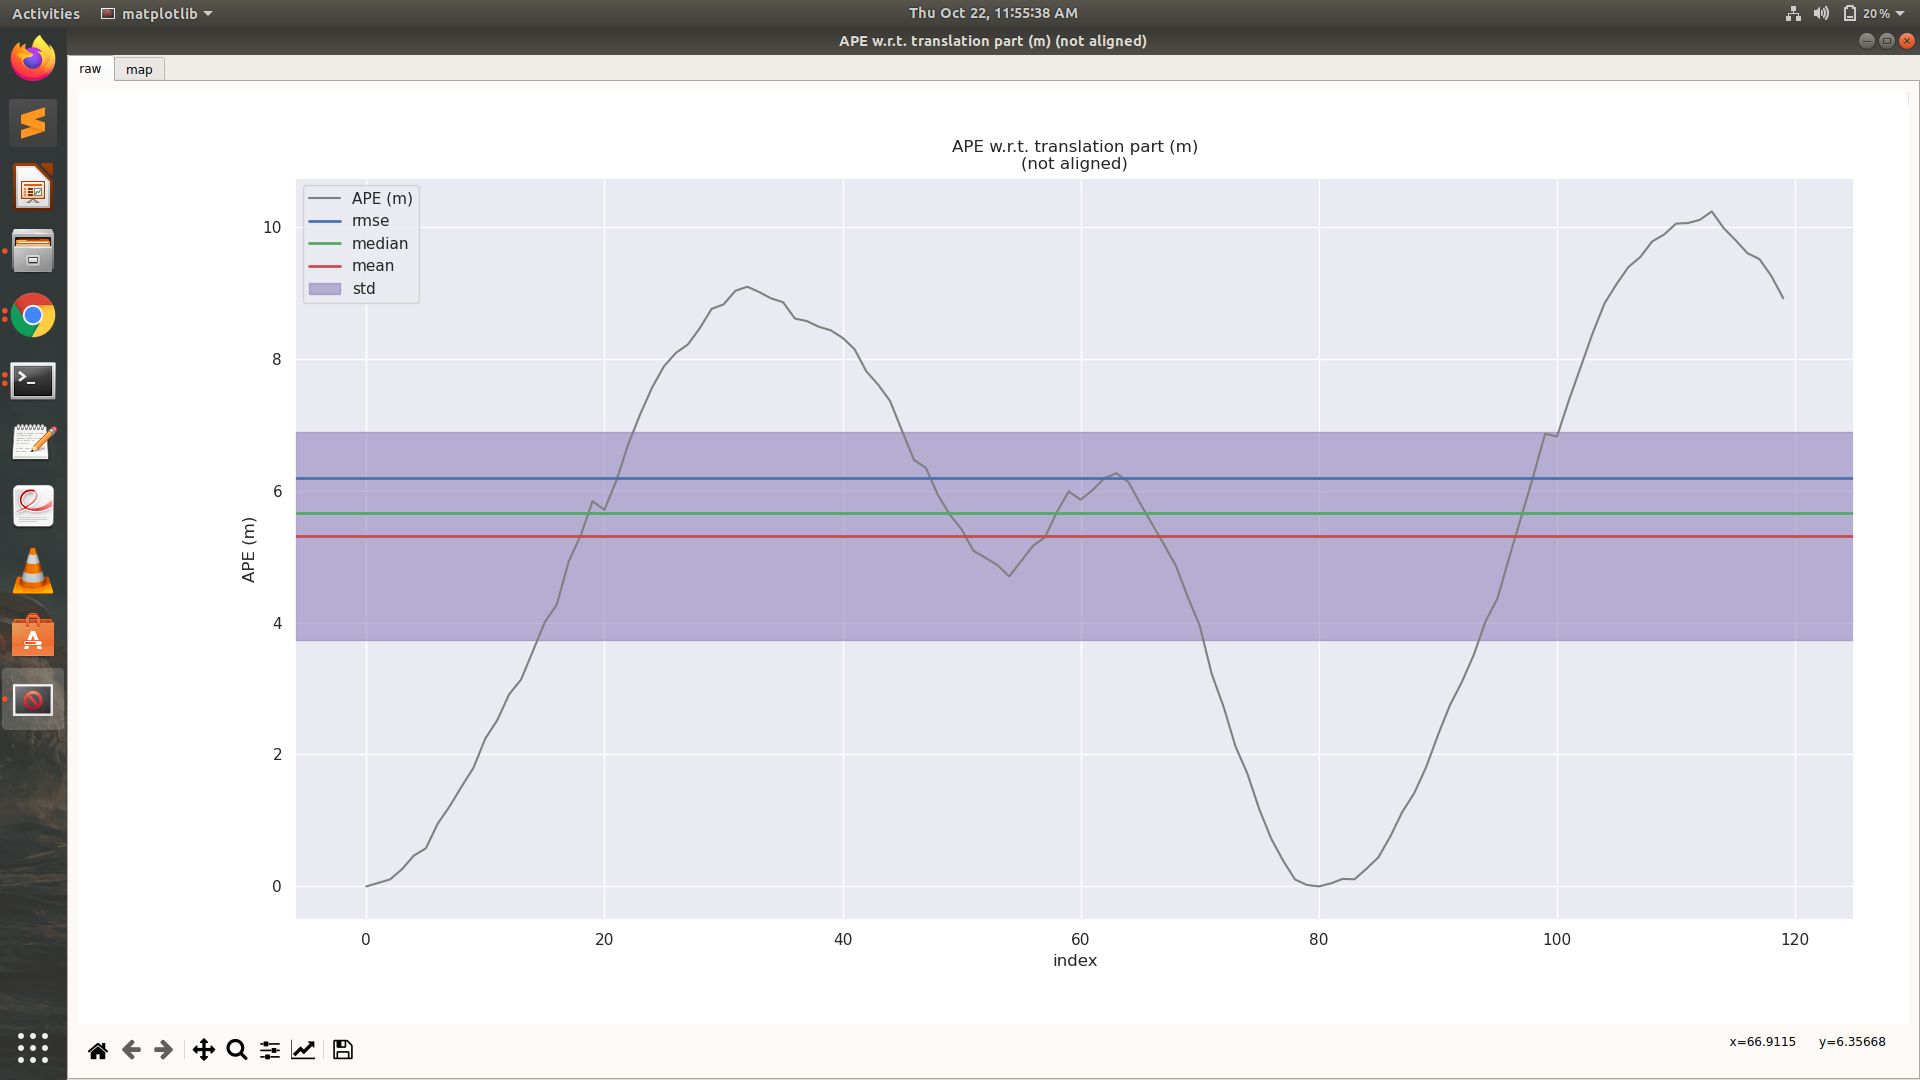 Activities
matplotlib
Thu Oct 22, 11:55:38 AM
20 %
APE w.r.t. translation part (m) (not aligned)
raw
map
APE w.r.t. translation part (m)
(not aligned)
APE (m)
rmse
median
mean
std
10
8
6
4
2
0
APE (m)
0
20
40
60
80
100
120
index
x=66.9115
y=6.35668